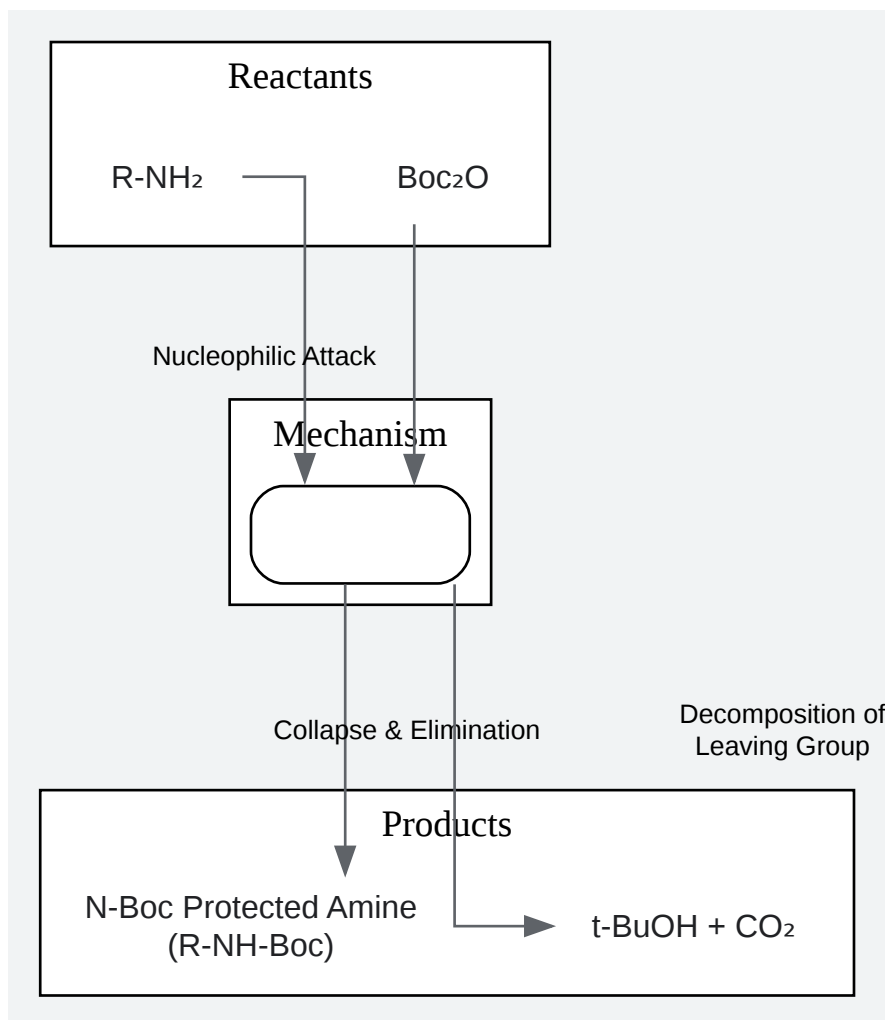 Reactants
R-NH₂
Boc₂O
Nucleophilic Attack
Mechanism
Collapse & Elimination
Decomposition of
Leaving Group
Products
N-Boc Protected Amine
(R-NH-Boc)
t-BuOH + CO₂